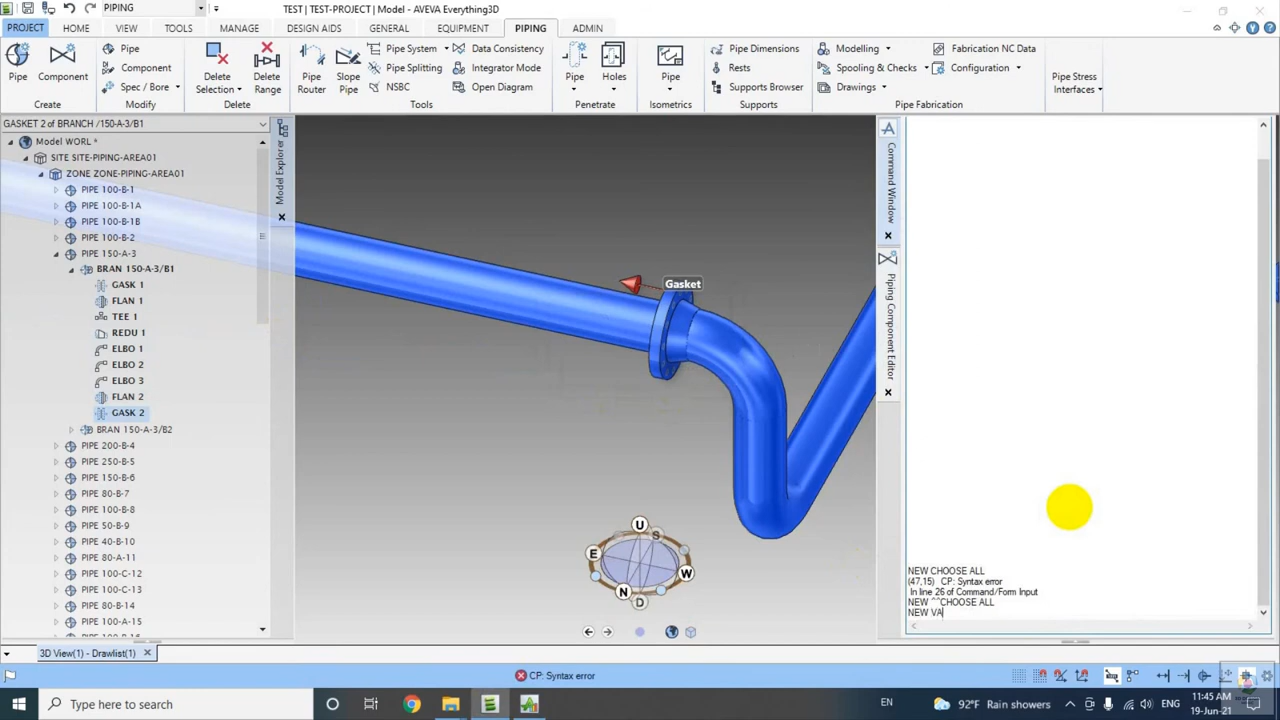 PIPING
TEST | TEST-PROJECT | Model - AVEVA Everything3D
PROJECT HOME VIEW TOOLS MANAGE DESIGN AIDS GENERAL EQUIPMENT PIPING ADMIN
Pipe
Component
Create
Pipe
Component
Spec / Bore
Modify
Delete Selection
Delete Range
Delete
Pipe Router
Slope Pipe
Pipe System
Pipe Splitting
NSBC
Data Consistency
Integrator Mode
Open Diagram
Tools
Pipe
Holes
Penetrate
Pipe
Isometrics
Pipe Dimensions
Rests
Supports Browser
Supports
Modelling
Spooling & Checks
Drawings
Fabrication NC Data
Configuration
Pipe Fabrication
Pipe Stress Interfaces
GASKET 2 of BRANCH /150-A-3/B1
Model WORL *
SITE SITE-PIPING-AREA01
ZONE ZONE-PIPING-AREA01
PIPE 100-B-1
PIPE 100-B-1A
PIPE 100-B-1B
PIPE 100-B-2
PIPE 150-A-3
BRAN 150-A-3/B1
GASK 1
FLAN 1
TEE 1
REDU 1
ELBO 1
ELBO 2
ELBO 3
FLAN 2
GASK 2
BRAN 150-A-3/B2
PIPE 200-B-4
PIPE 250-B-5
PIPE 150-B-6
PIPE 80-B-7
PIPE 100-B-8
PIPE 50-B-9
PIPE 40-B-10
PIPE 80-A-11
PIPE 100-C-12
PIPE 100-C-13
PIPE 80-B-14
PIPE 100-A-15
PIPE 100-B-16
Model Explorer
Gasket
U
S
E
W
N
D
Command Window
Piping Component Editor
NEW CHOOSE ALL
(47,15) CP: Syntax error
In line 26 of Command/Form Input
NEW ^^CHOOSE ALL
NEW VA
3D View(1) - Drawlist(1)
CP: Syntax error
Type here to search
EN
92°F Rain showers
ENG
11:45 AM
19-Jun-21